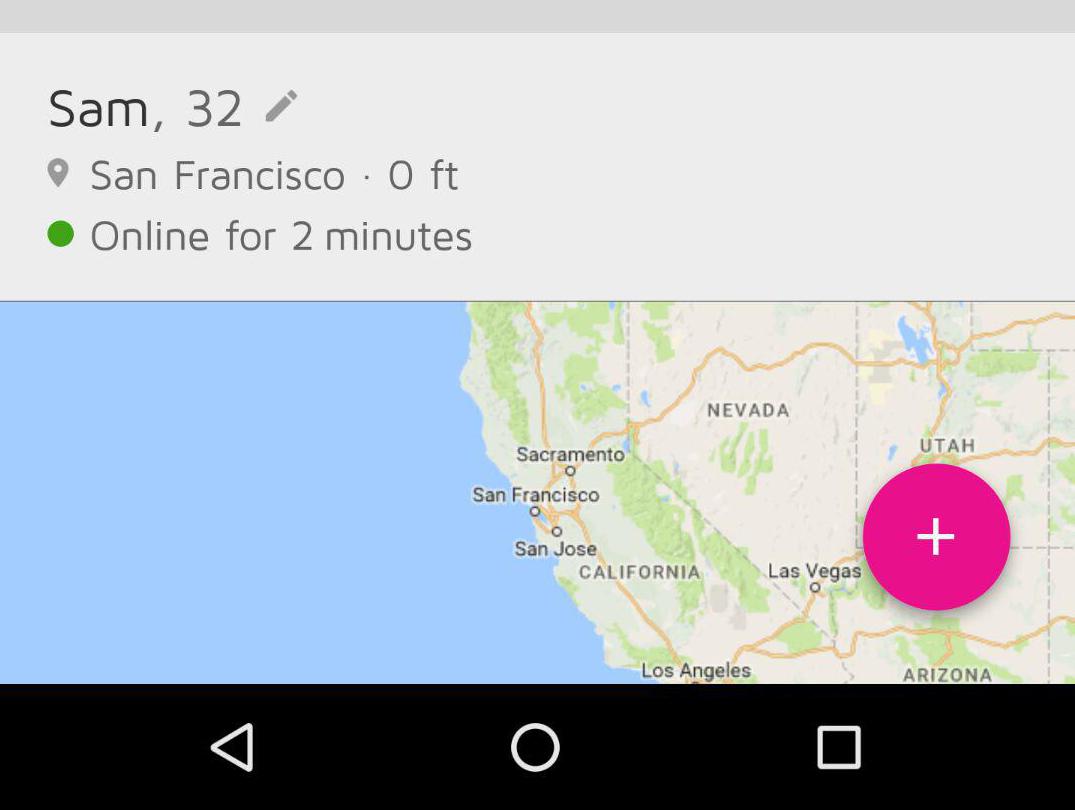 Sam, 32
San Francisco · 0 ft
Online for 2 minutes
NEVADA
UTAH
Sacramento
San Francisco
San Jose
CALIFORNIA
Las Vegas
Los Angeles
ARIZONA